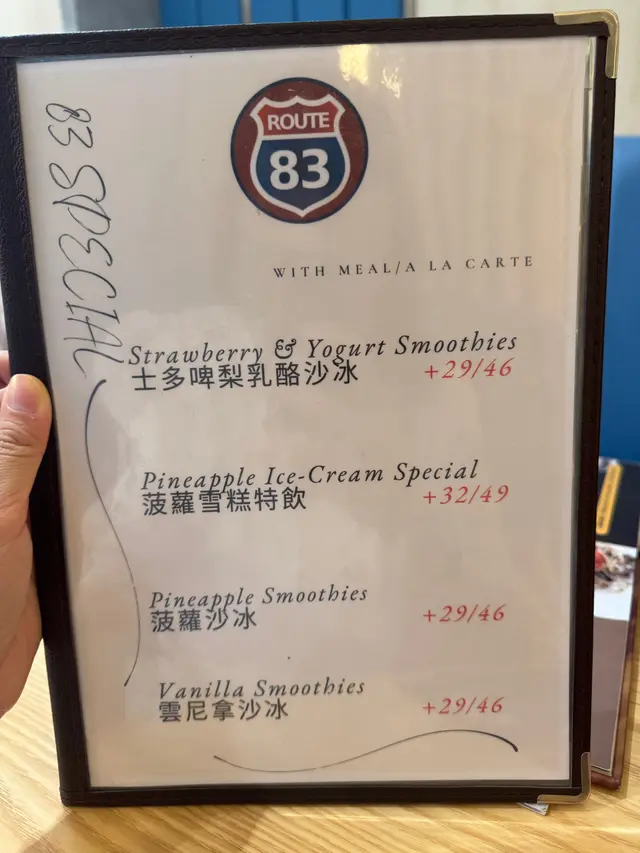 ROUTE
83
83 SPECIAL
WITH MEAL/A LA CARTE
Strawberry & Yogurt Smoothies
士多啤梨乳酪沙冰 +29/46
Pineapple Ice-Cream Special
菠蘿雪糕特飲 +32/49
Pineapple Smoothies
菠蘿沙冰 +29/46
Vanilla Smoothies
雲尼拿沙冰 +29/46